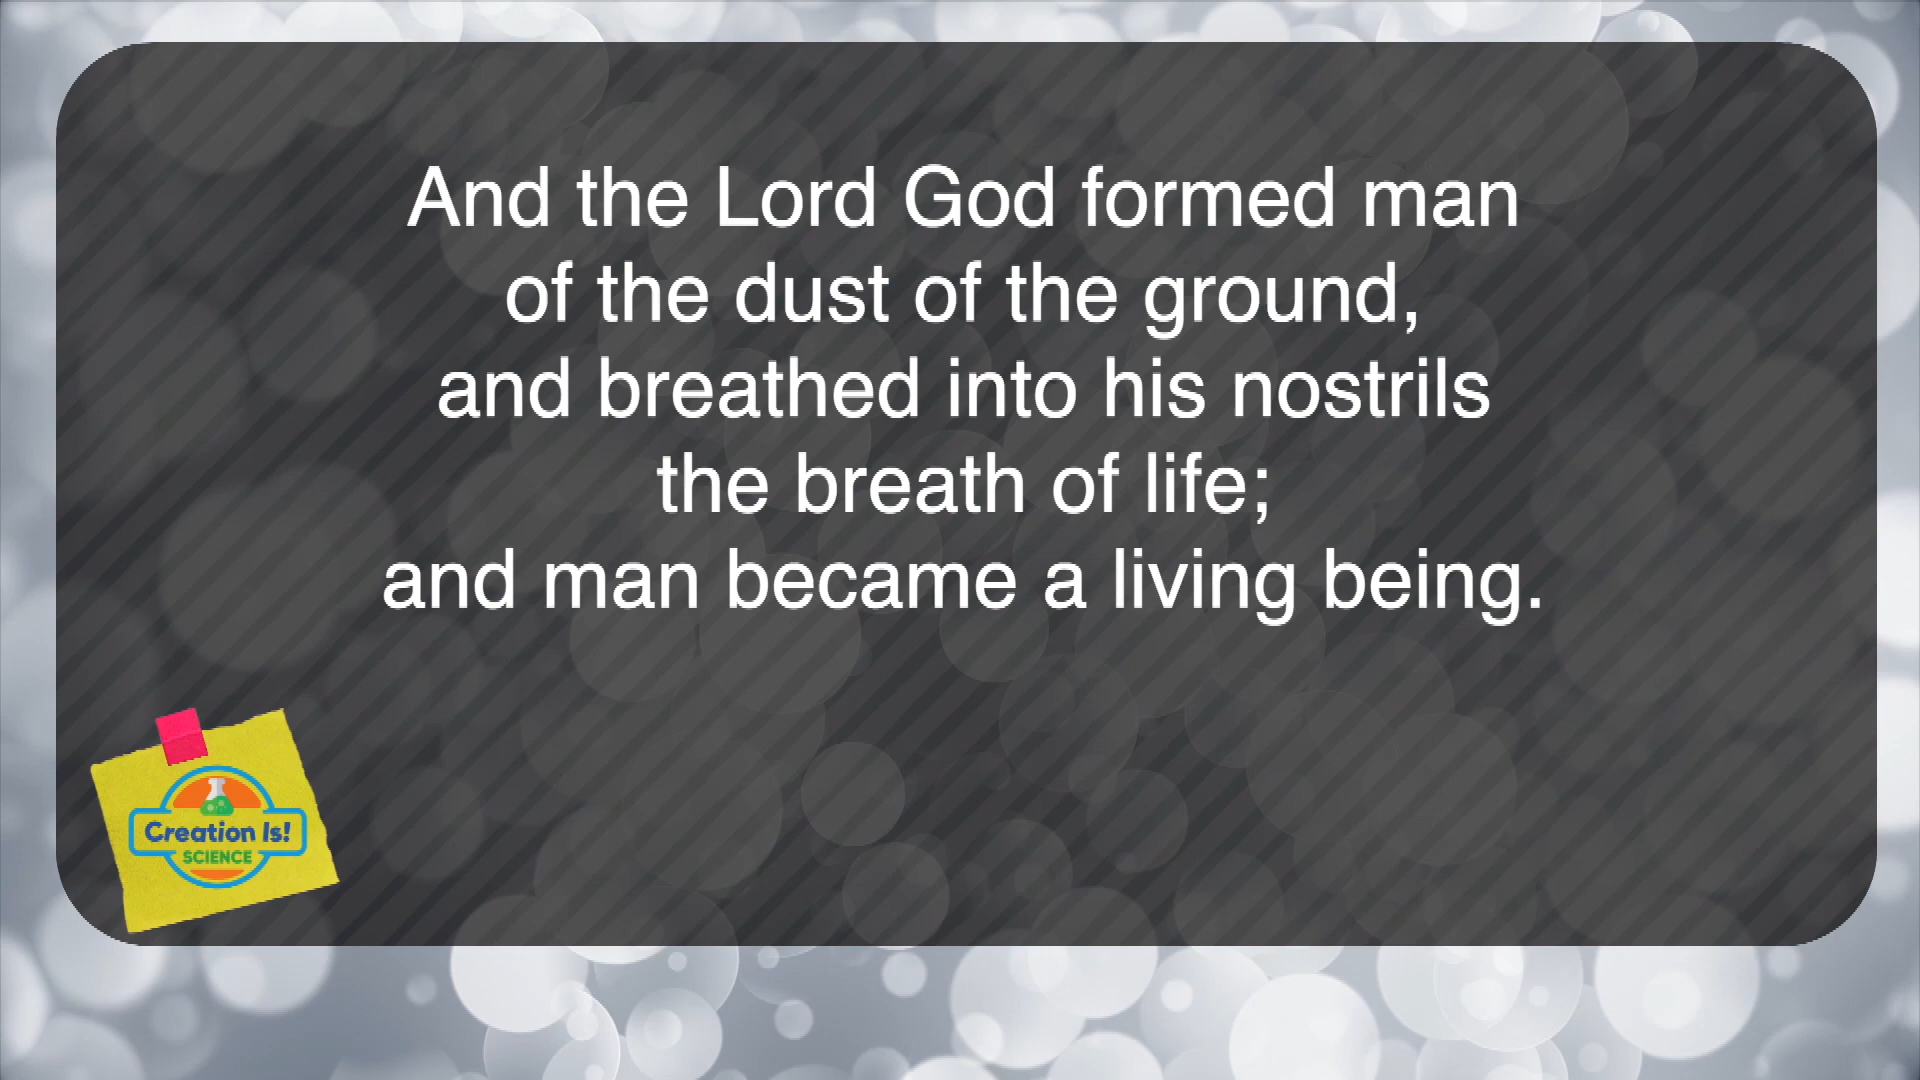 And the Lord God formed man
of the dust of the ground,
and breathed into his nostrils
the breath of life;
and man became a living being.
Creation Is!
SCIENCE